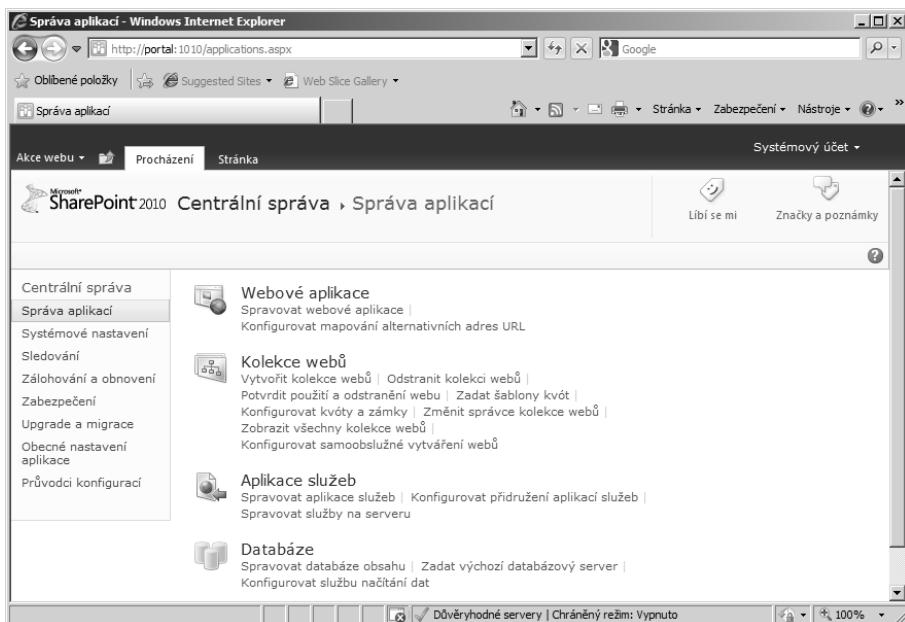 Správa aplikací - Windows Internet Explorer
http://portal:1010/applications.aspx
Google
Oblíbené položky
Suggested Sites
Web Slice Gallery
Správa aplikací
Stránka
Zabezpečení
Nástroje
»
Akce webu
Procházení
Stránka
Systémový účet
Microsoft
SharePoint 2010
Centrální správa
Správa aplikací
Líbí se mi
Značky a poznámky
Centrální správa
Správa aplikací
Systémové nastavení
Sledování
Zálohování a obnovení
Zabezpečení
Upgrade a migrace
Obecné nastavení
aplikace
Průvodci konfigurací
Webové aplikace
Spravovat webové aplikace |
Konfigurovat mapování alternativních adres URL
Kolekce webů
Vytvořit kolekce webů | Odstranit kolekci webů |
Potvrdit použití a odstranění webu | Zadat šablony kvót |
Konfigurovat kvóty a zámky | Změnit správce kolekce webů |
Zobrazit všechny kolekce webů |
Konfigurovat samoobslužné vytváření webů
Aplikace služeb
Spravovat aplikace služeb | Konfigurovat přidružení aplikací služeb |
Spravovat služby na serveru
Databáze
Spravovat databáze obsahu | Zadat výchozí databázový server |
Konfigurovat službu načítání dat
Důvěryhodné servery | Chráněný režim: Vypnuto
100%